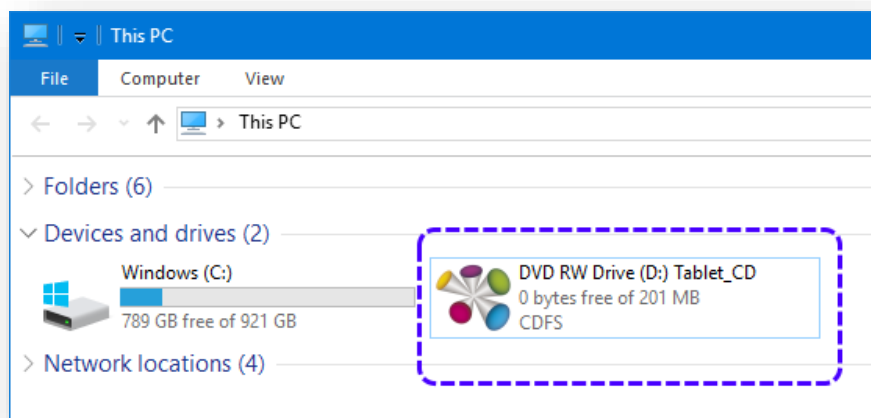 This PC
File Computer View
This PC
Folders (6)
Devices and drives (2)
Windows (C:)
789 GB free of 921 GB
DVD RW Drive (D:) Tablet_CD
0 bytes free of 201 MB
CDFS
Network locations (4)